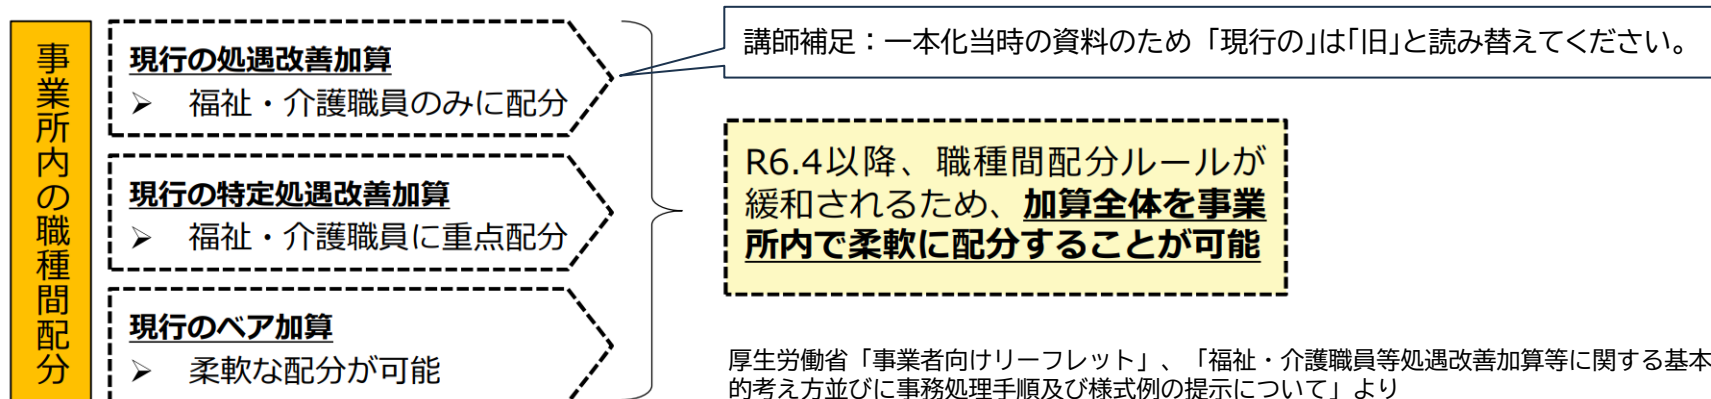 事業所内の職種間配分
現行の処遇改善加算
➢ 福祉・介護職員のみに配分
現行の特定処遇改善加算
➢ 福祉・介護職員に重点配分
現行のベア加算
➢ 柔軟な配分が可能
講師補足：一本化当時の資料のため「現行の」は「旧」と読み替えてください。
R6.4以降、職種間配分ルールが
緩和されるため、加算全体を事業
所内で柔軟に配分することが可能
厚生労働省「事業者向けリーフレット」、「福祉・介護職員等処遇改善加算等に関する基本
的考え方並びに事務処理手順及び様式例の提示について」より